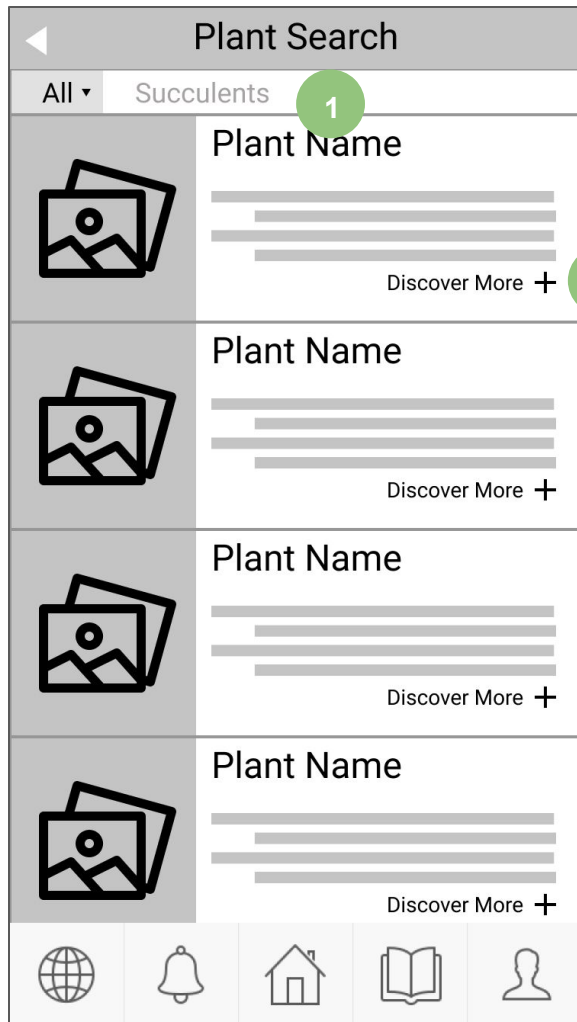 Plant Search
All ▾ Succulents
1
Plant Name
Discover More +
Plant Name
Discover More +
Plant Name
Discover More +
Plant Name
Discover More +